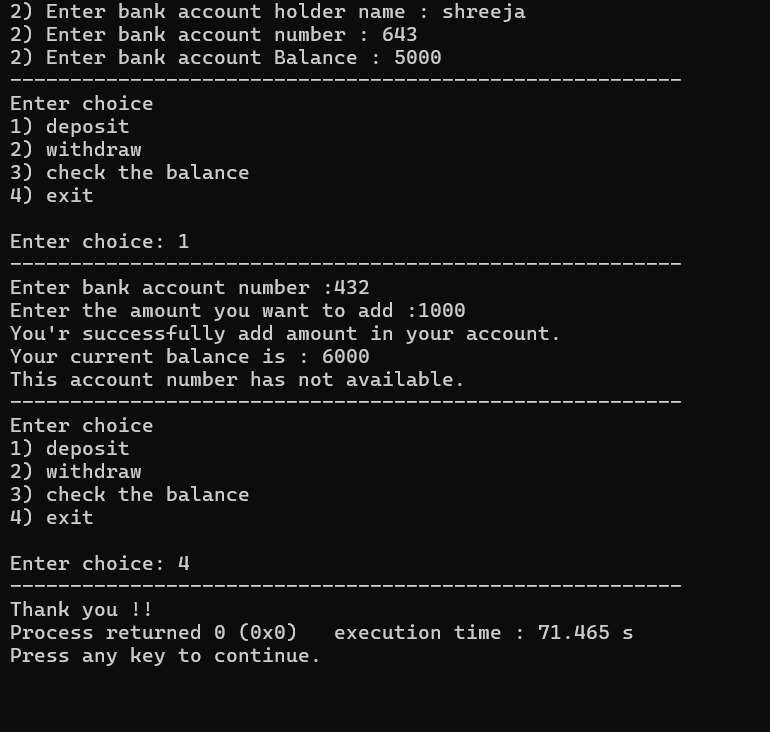 2) Enter bank account holder name : shreeja
2) Enter bank account number : 643
2) Enter bank account Balance : 5000
--------------------------------------------------------
Enter choice
1) deposit
2) withdraw
3) check the balance
4) exit

Enter choice: 1
--------------------------------------------------------
Enter bank account number :432
Enter the amount you want to add :1000
You'r successfully add amount in your account.
Your current balance is : 6000
This account number has not available.
--------------------------------------------------------
Enter choice
1) deposit
2) withdraw
3) check the balance
4) exit

Enter choice: 4
--------------------------------------------------------
Thank you !!
Process returned 0 (0x0)   execution time : 71.465 s
Press any key to continue.